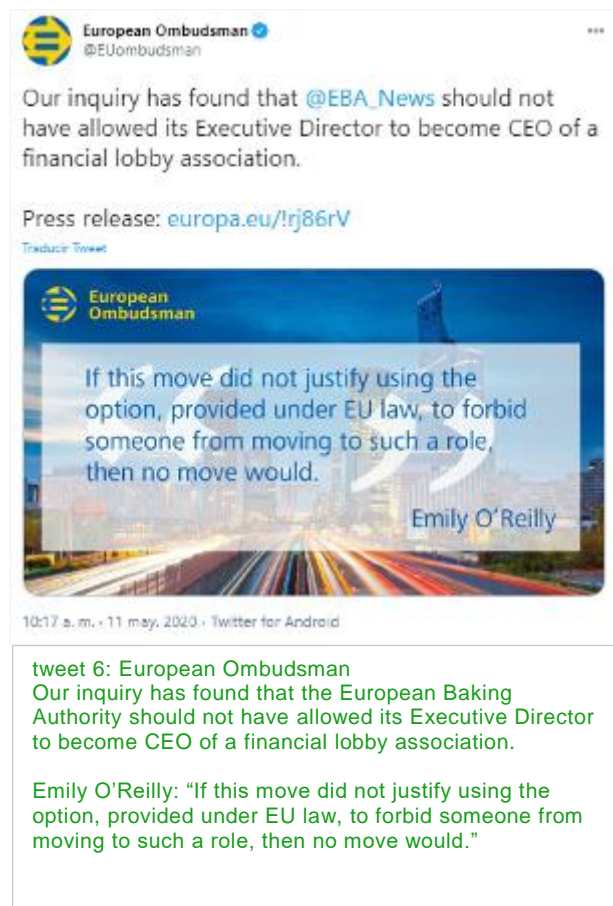 European Ombudsman
@EUombudsman
Our inquiry has found that @EBA_News should not
have allowed its Executive Director to become CEO of a
financial lobby association.
Press release: europa.eu/!rj86rV
Traducir Tweet
European
Ombudsman
If this move did not justify using the
option, provided under EU law, to forbid
someone from moving to such a role,
then no move would.
Emily O’Reilly
10:17 a. m. · 11 may. 2020 · Twitter for Android
tweet 6: European Ombudsman
Our inquiry has found that the European Baking
Authority should not have allowed its Executive Director
to become CEO of a financial lobby association.
Emily O’Reilly: “If this move did not justify using the
option, provided under EU law, to forbid someone from
moving to such a role, then no move would.”